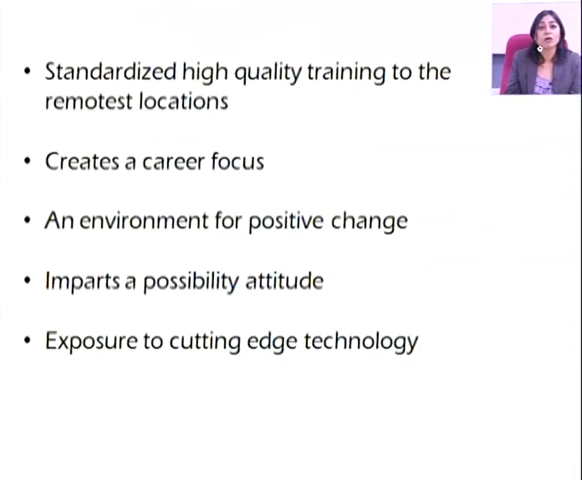 • Standardized high quality training to the
remotest locations
• Creates a career focus
• An environment for positive change
• Imparts a possibility attitude
• Exposure to cutting edge technology